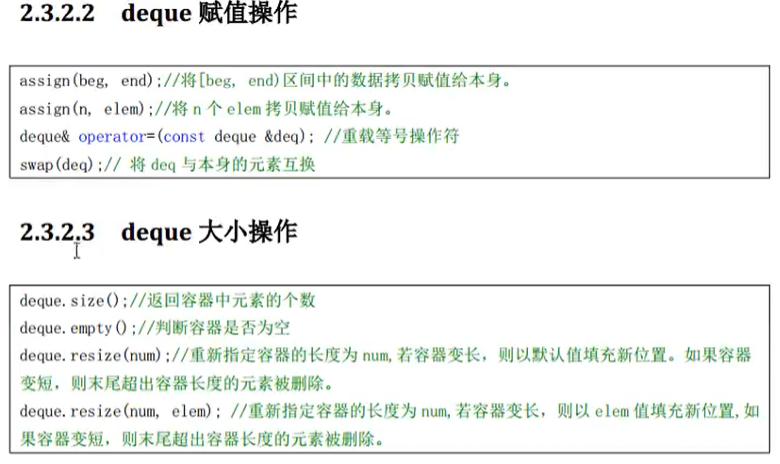 2.3.2.2 deque 赋值操作
assign(beg, end);//将[beg, end)区间中的数据拷贝赋值给本身。
assign(n, elem);//将 n 个 elem 拷贝赋值给本身。
deque& operator=(const deque &deq); //重载等号操作符
swap(deq);// 将 deq 与本身的元素互换
2.3.2.3 deque 大小操作
deque.size();//返回容器中元素的个数
deque.empty();//判断容器是否为空
deque.resize(num);//重新指定容器的长度为 num,若容器变长，则以默认值填充新位置。如果容器
变短，则末尾超出容器长度的元素被删除。
deque.resize(num, elem); //重新指定容器的长度为 num,若容器变长，则以 elem 值填充新位置,如
果容器变短，则末尾超出容器长度的元素被删除。